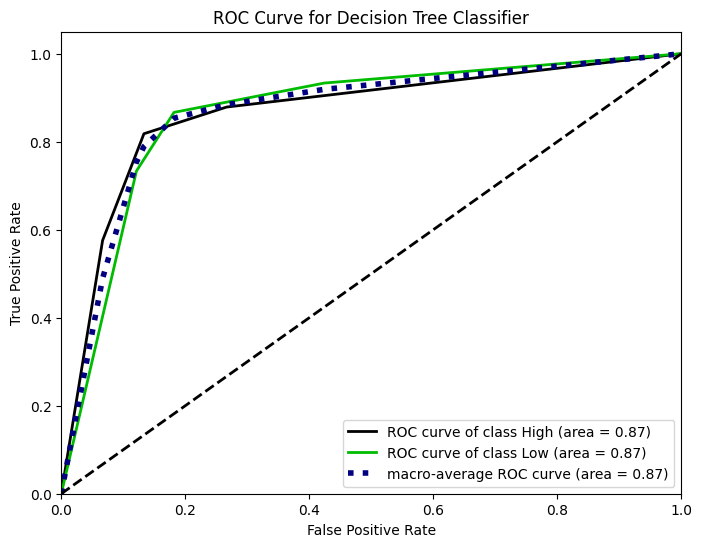 ROC Curve for Decision Tree Classifier
True Positive Rate
1.0
0.8
0.6
0.4
0.2
0.0
ROC curve of class High (area = 0.87)
ROC curve of class Low (area = 0.87)
macro-average ROC curve (area = 0.87)
0.0 0.2 0.4 0.6 0.8 1.0
False Positive Rate